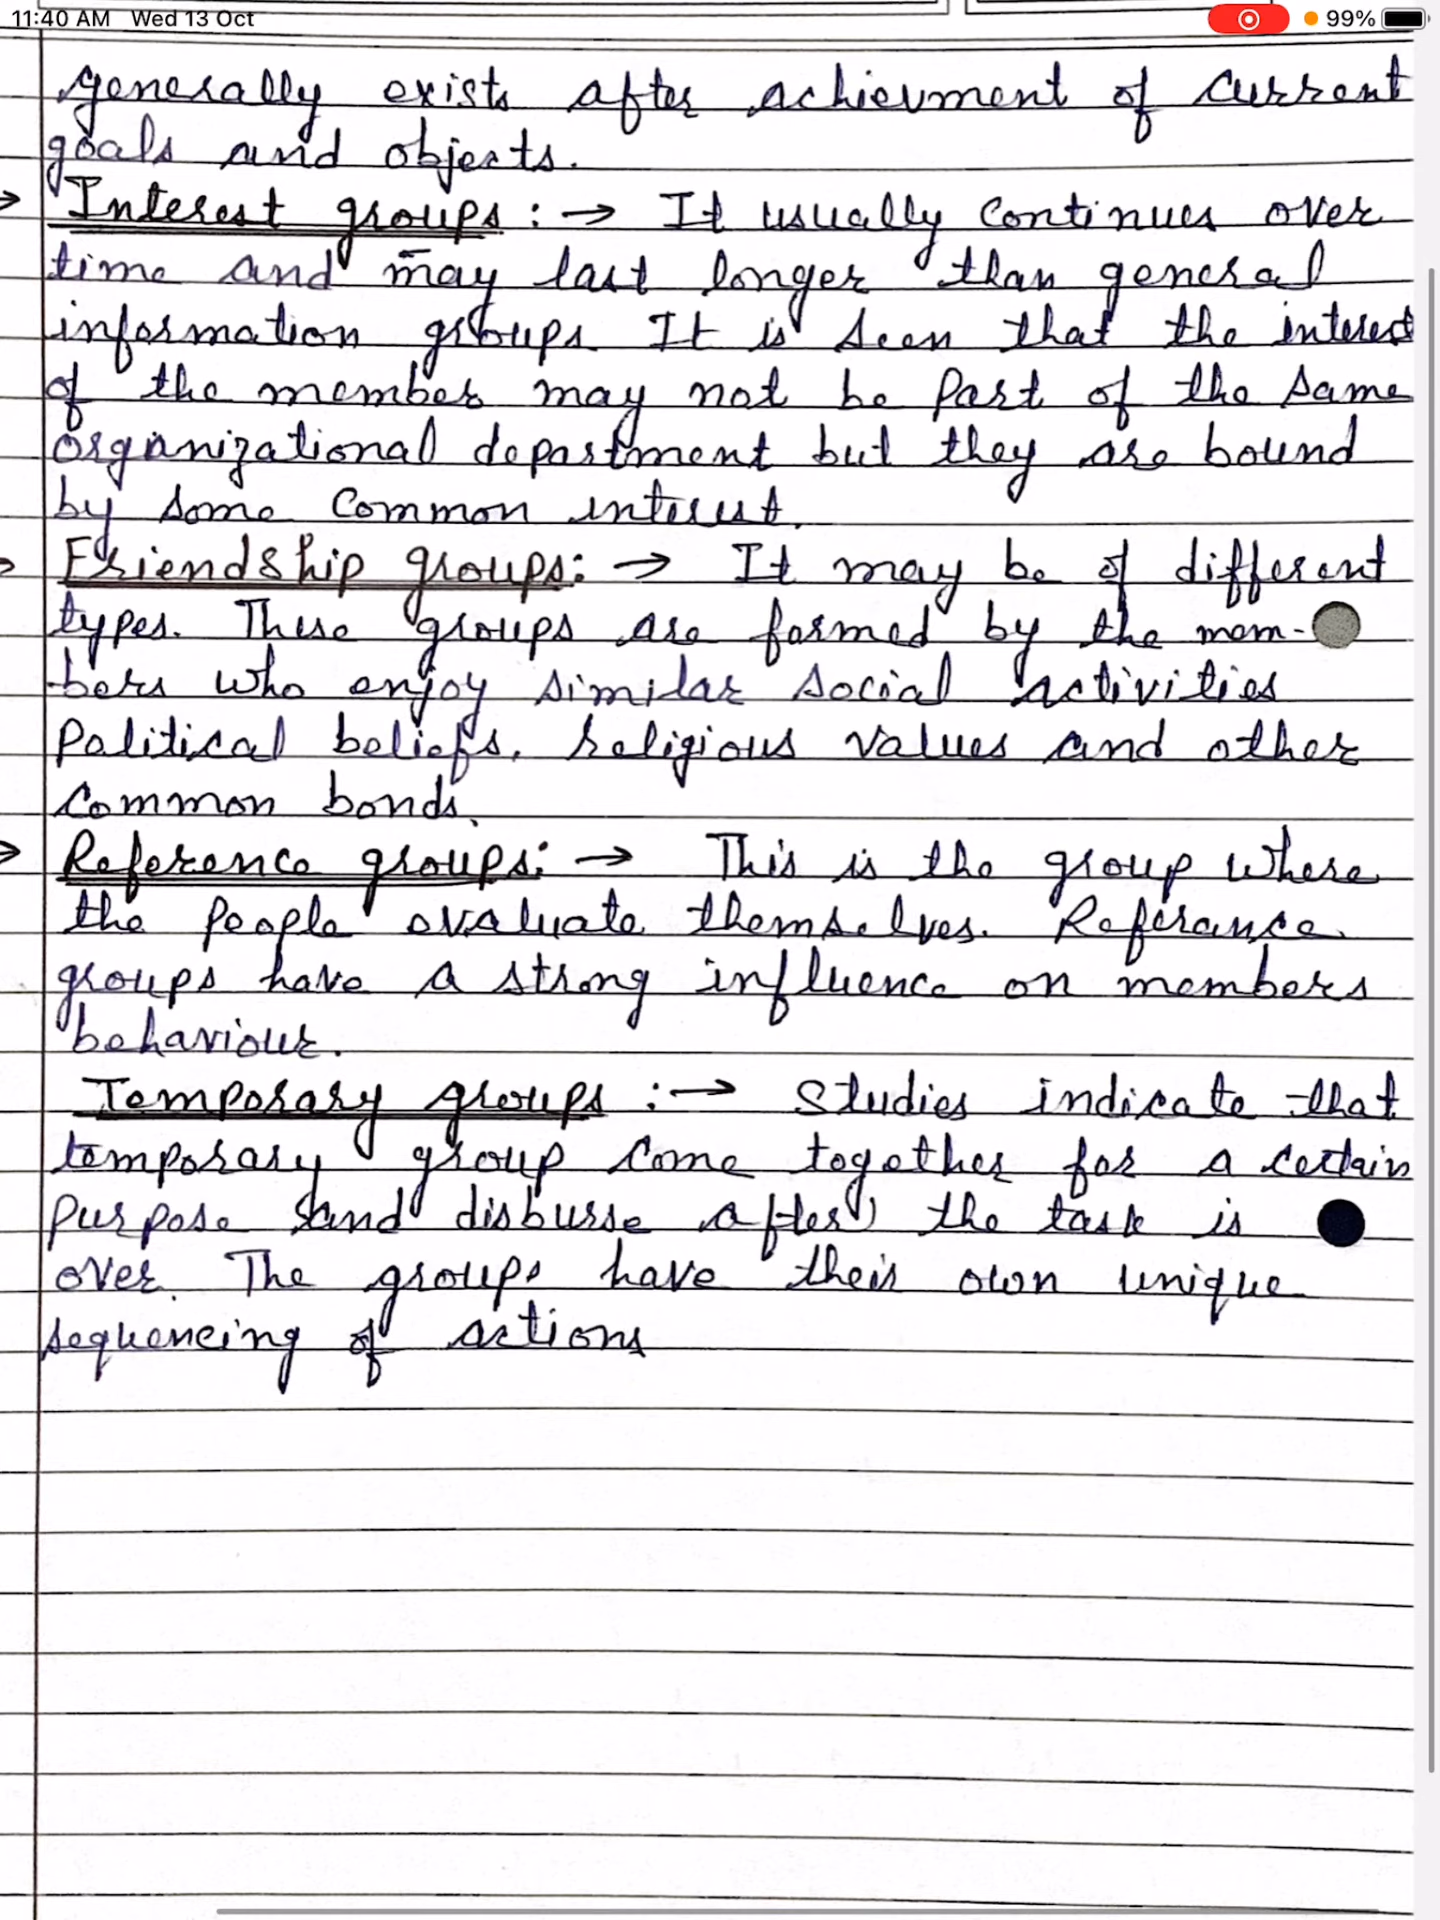 11:40 AM Wed 13 Oct 99%
generally exists after achievment of current
goals and objects.
→ Interest groups :→ It usually continues over
time and may last longer than general
information groups. It is seen that the interest
of the member may not be part of the same
organizational department but they are bound
by some common interest.
Friendship groups: → It may be of different
types. These groups are formed by the mem-
-bers who enjoy similar social activities
Political beliefs, religious values and other
common bonds.
→ Reference groups: → This is the group where
the people evaluate themselves. Referance
groups have a strong influence on members
behaviour.
Temporary groups :→ Studies indicate that
temporary group come together for a certain
purpose and disburse after the task is
over. The groups have their own unique
sequencing of actions